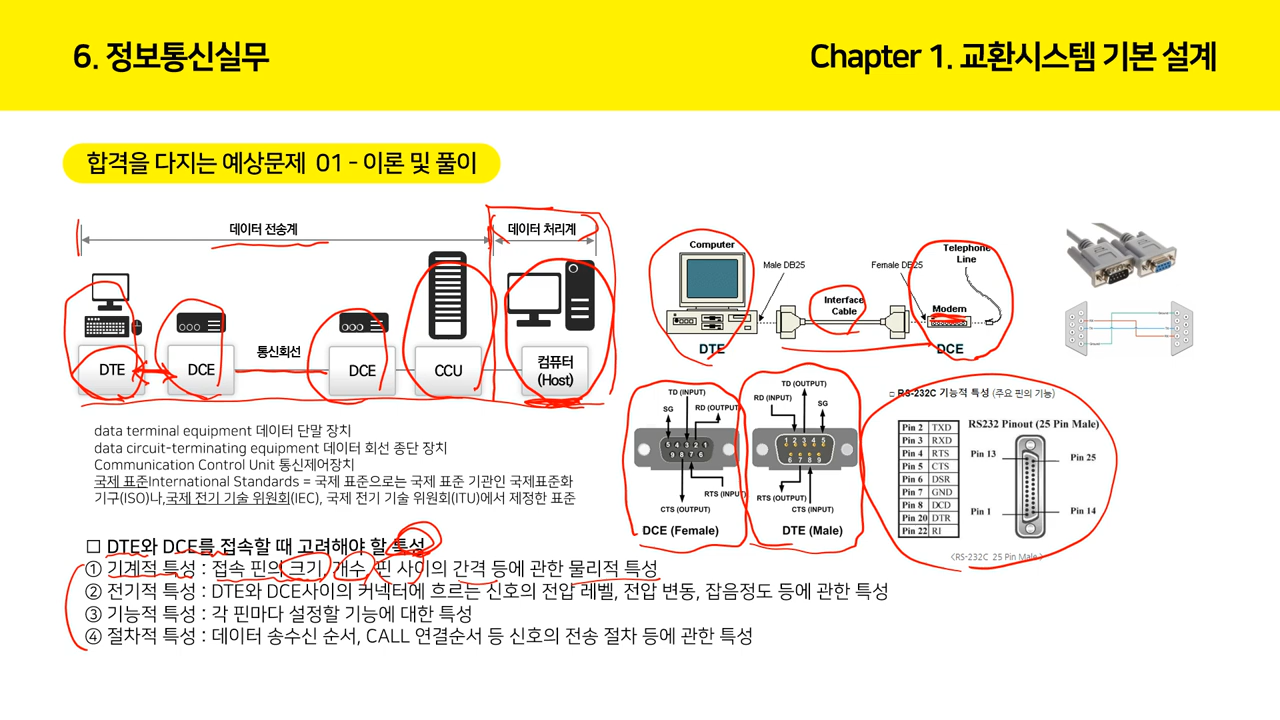 6. 정보통신실무
Chapter 1. 교환시스템 기본 설계
합격을 다지는 예상문제 01 - 이론 및 풀이
데이터 전송계
데이터 처리계
DTE
DCE
통신회선
DCE
CCU
컴퓨터
(Host)
data terminal equipment 데이터 단말 장치
data circuit-terminating equipment 데이터 회선 종단 장치
Communication Control Unit 통신제어장치
국제 표준International Standards = 국제 표준으로는 국제 표준 기관인 국제표준화
기구(ISO)나,국제 전기 기술 위원회(IEC), 국제 전기 기술 위원회(ITU)에서 제정한 표준
Computer
Male DB25
Interface
Cable
Female DB25
Telephone
Line
Modem
DTE
DCE
TD (INPUT)
SG
RD (OUTPUT)
5 4 3 2 1
9 8 7 6
RTS (INPUT)
CTS (OUTPUT)
DCE (Female)
TD (OUTPUT)
RD (INPUT)
SG
1 2 3 4 5
6 7 8 9
RTS (OUTPUT)
CTS (INPUT)
DTE (Male)
□ RS-232C 기능적 특성 (주요 핀의 기능)
Pin 2 TXD
Pin 3 RXD
Pin 4 RTS
Pin 5 CTS
Pin 6 DSR
Pin 7 GND
Pin 8 DCD
Pin 20 DTR
Pin 22 RI
RS232 Pinout (25 Pin Male)
Pin 13
Pin 25
Pin 1
Pin 14
<RS-232C 25 Pin Male>
□ DTE와 DCE를 접속할 때 고려해야 할 특성
① 기계적 특성 : 접속 핀의 크기, 개수, 핀 사이의 간격 등에 관한 물리적 특성
② 전기적 특성 : DTE와 DCE사이의 커넥터에 흐르는 신호의 전압 레벨, 전압 변동, 잡음정도 등에 관한 특성
③ 기능적 특성 : 각 핀마다 설정할 기능에 대한 특성
④ 절차적 특성 : 데이터 송수신 순서, CALL 연결순서 등 신호의 전송 절차 등에 관한 특성